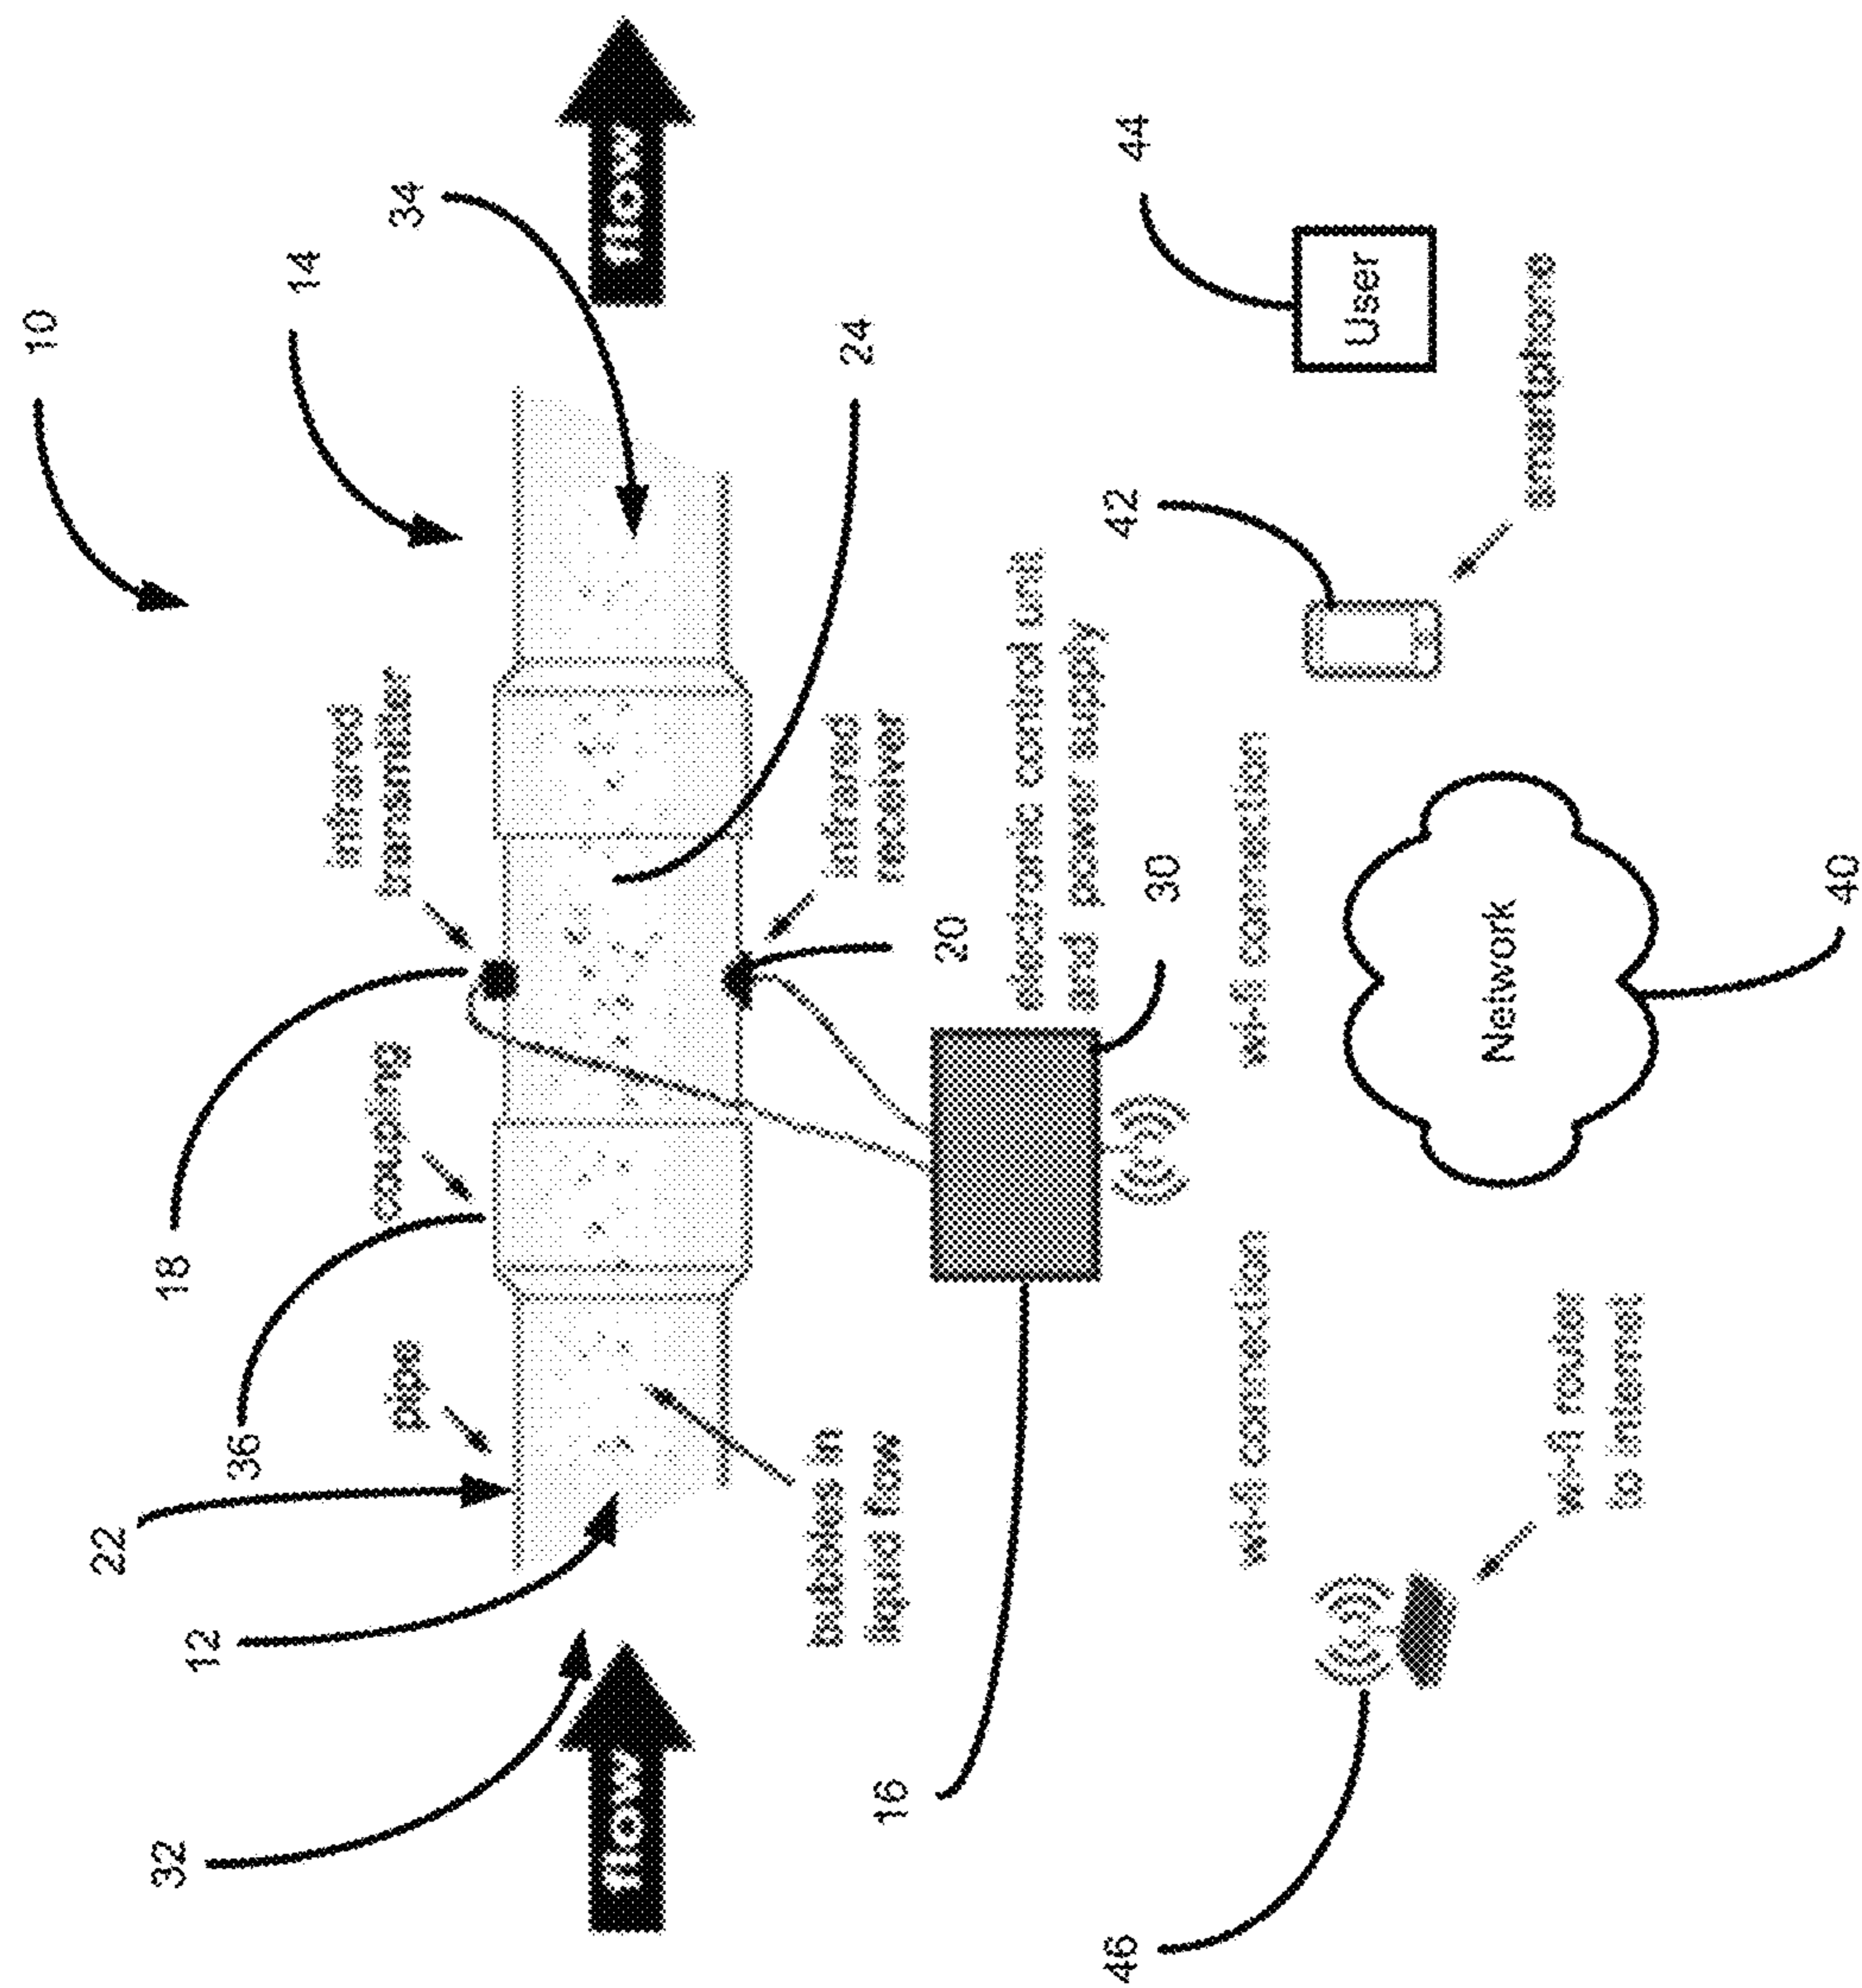 10
22
32
18
12
36
14
infrared
transmitter
coupling
pipe
34
flow
flow
bubbles in
liquid flow
infrared
receiver
24
16
20
electronic control unit
and power supply
46
42
44
30
wi-fi connection
wi-fi connection
User
Network
smartphone
wi-fi router
to internet
40